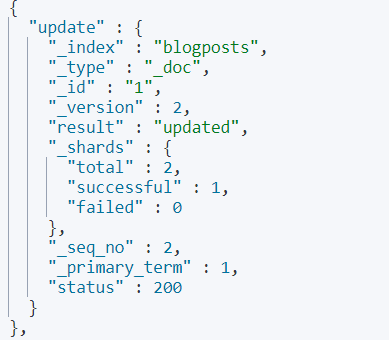 {
  "update" : {
    "_index" : "blogposts",
    "_type" : "_doc",
    "_id" : "1",
    "_version" : 2,
    "result" : "updated",
    "_shards" : {
      "total" : 2,
      "successful" : 1,
      "failed" : 0
    },
    "_seq_no" : 2,
    "_primary_term" : 1,
    "status" : 200
  }
},